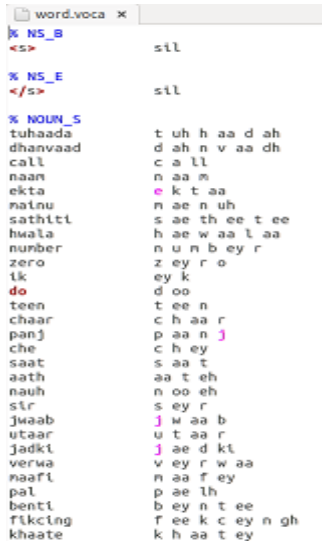 word.voca ×
% NS_B
<s> sil
% NS_E
</s> sil
% NOUN_S
tuhaada t uh h aa d ah
dhanvaad d ah n v aa dh
call c a ll
naam n aa m
ekta e k t aa
mainu m ae n uh
sathiti s ae th ee t ee
hwala h ae w aa l aa
number n u m b ey r
zero z ey r o
ik ey k
do d oo
teen t ee n
chaar c h aa r
panj p aa n j
che c h ey
saat s aa t
aath aa t eh
nauh n oo eh
sir s ey r
jwaab j w aa b
utaar u t aa r
jadki j ae d ki
verwa v ey r w aa
maafi m aa f ey
pal p ae lh
benti b ey n t ee
fikcing f ee k c ey n gh
khaate k h aa t ey